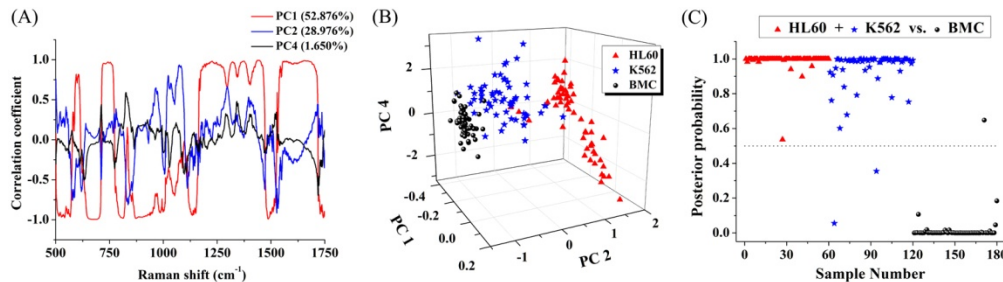 (A)
PC1 (52.876%)
PC2 (28.976%)
PC4 (1.650%)
Correlation coefficient
1.0
0.5
0.0
-0.5
-1.0
500 750 1000 1250 1500 1750
Raman shift (cm-1)
(B)
HL60
K562
BMC
PC 4
2
0
-2
-0.4
-0.2
0.0
0.2
PC 1
-1 0 1 2
PC 2
(C)
HL60 + K562 vs. BMC
Posterior probability
1.0
0.8
0.6
0.4
0.2
0.0
0 30 60 90 120 150 180
Sample Number